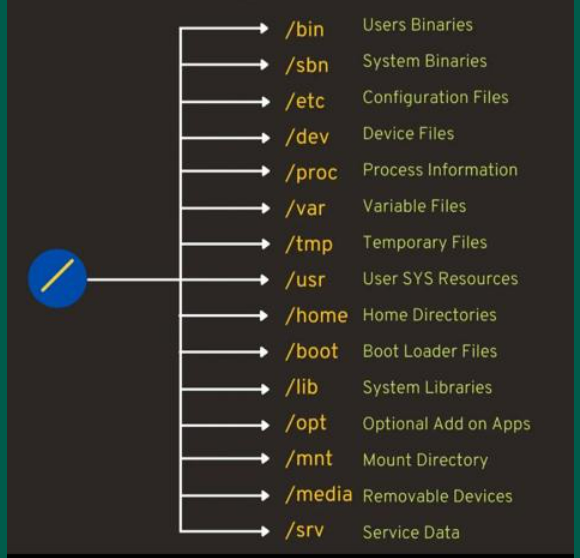 /bin Users Binaries
/sbn System Binaries
/etc Configuration Files
/dev Device Files
/proc Process Information
/var Variable Files
/tmp Temporary Files
/
/usr User SYS Resources
/home Home Directories
/boot Boot Loader Files
/lib System Libraries
/opt Optional Add on Apps
/mnt Mount Directory
/media Removable Devices
/srv Service Data